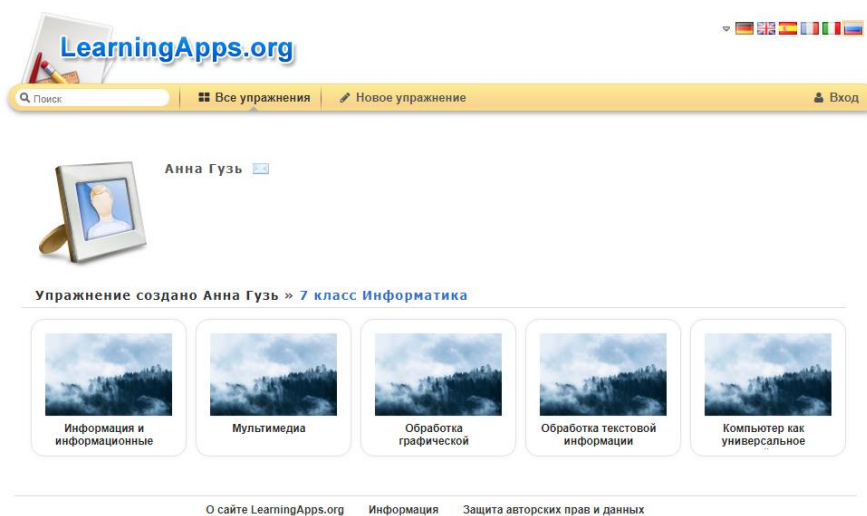 LearningApps.org
Поиск
Все упражнения
Новое упражнение
Вход
Анна Гузь
Упражнение создано Анна Гузь » 7 класс Информатика
Информация и
информационные
Мультимедиа
Обработка
графической
Обработка текстовой
информации
Компьютер как
универсальное
О сайте LearningApps.org Информация Защита авторских прав и данных